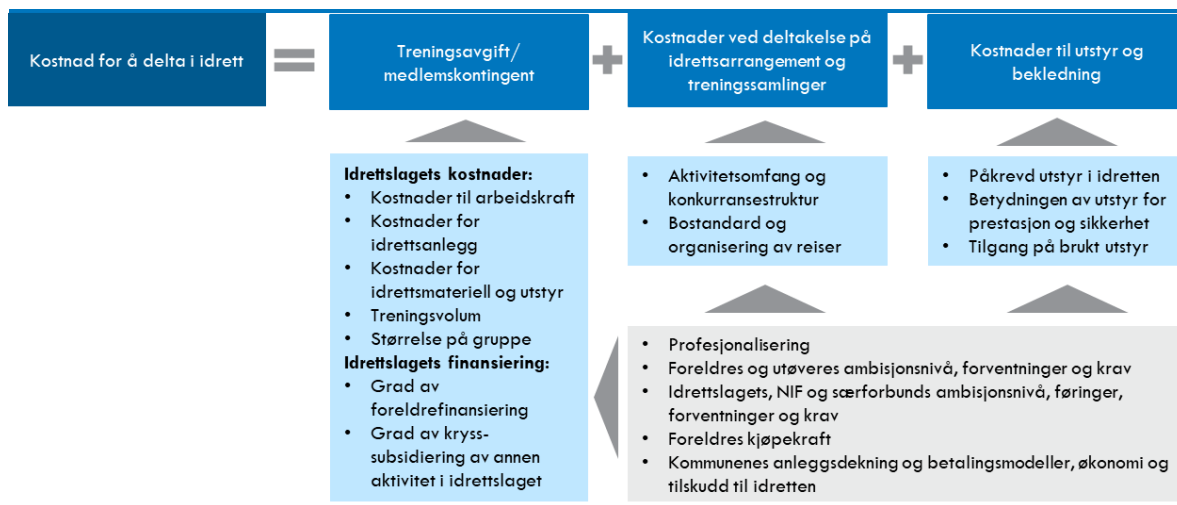 Kostnad for å delta i idrett
=
Treningsavgift/
medlemskontingent
+
Kostnader ved deltakelse på
idrettsarrangement og
treningssamlinger
+
Kostnader til utstyr og
bekledning
Idrettslagets kostnader:
• Kostnader til arbeidskraft
• Kostnader for
idrettsanlegg
• Kostnader for
idrettsmateriell og utstyr
• Treningsvolum
• Størrelse på gruppe
Idrettslagets finansiering:
• Grad av
foreldrefinansiering
• Grad av kryss-
subsidiering av annen
aktivitet i idrettslaget
• Aktivitetsomfang og
konkurransestruktur
• Bostandard og
organisering av reiser
• Påkrevd utstyr i idretten
• Betydningen av utstyr for
prestasjon og sikkerhet
• Tilgang på brukt utstyr
• Profesjonalisering
• Foreldres og utøveres ambisjonsnivå, forventninger og krav
• Idrettslagets, NIF og særforbunds ambisjonsnivå, føringer,
forventninger og krav
• Foreldres kjøpekraft
• Kommunenes anleggsdekning og betalingsmodeller, økonomi og
tilskudd til idretten